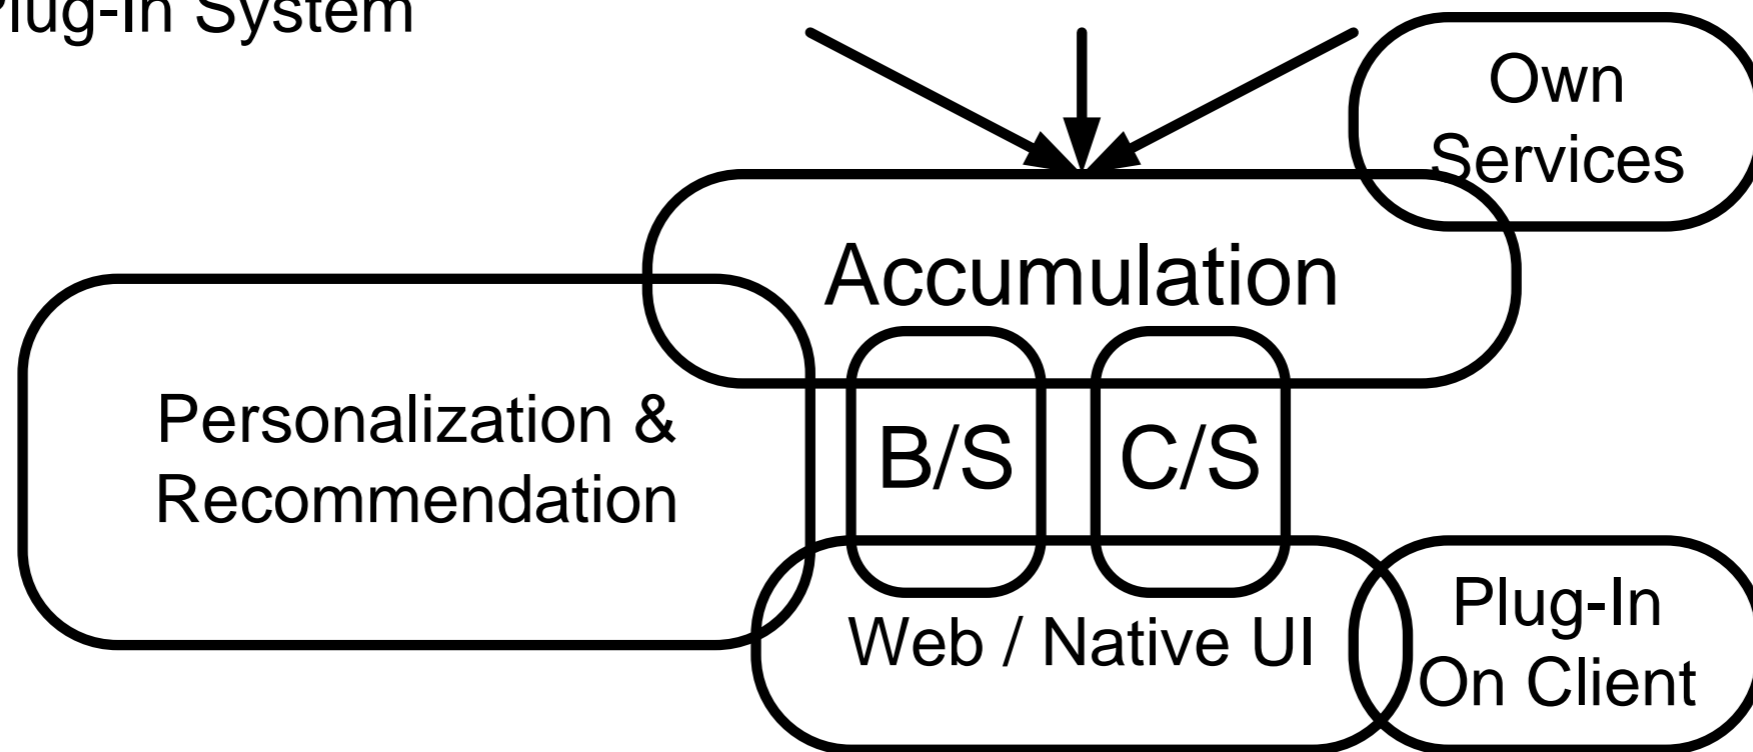 Plug-In System
Own
Services
Accumulation
Personalization &
Recommendation
B/S
C/S
Web / Native UI
Plug-In
On Client